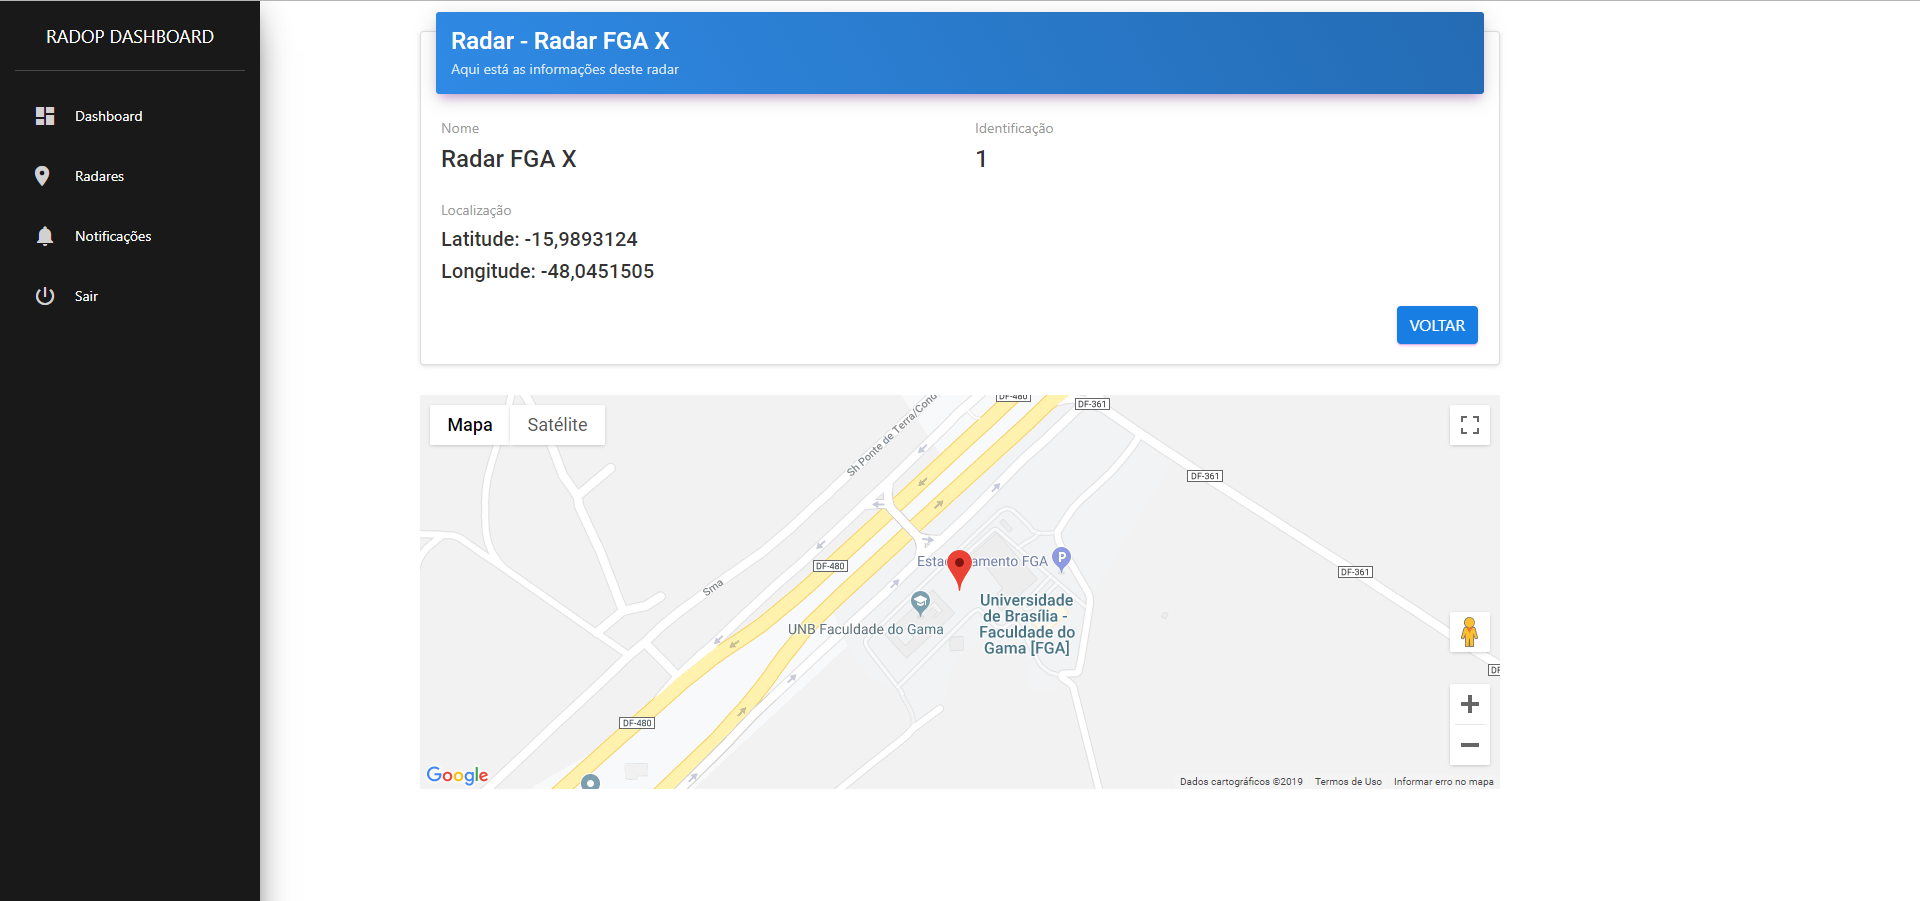 RADOP DASHBOARD
Dashboard
Radares
Notificações
Sair
Radar - Radar FGA X
Aqui está as informações deste radar
Nome
Radar FGA X
Identificação
1
Localização
Latitude: -15,9893124
Longitude: -48,0451505
VOLTAR
Mapa
Satélite
DF-480
DF-361
Sh Ponte de Terra/Cond
DF-361
DF-480
DF-361
Sma
Estac amento FGA
P
UNB Faculdade do Gama
Universidade
de Brasília -
Faculdade do
Gama [FGA]
DF
DF-480
Google
Dados cartográficos ©2019
Termos de Uso
Informar erro no mapa